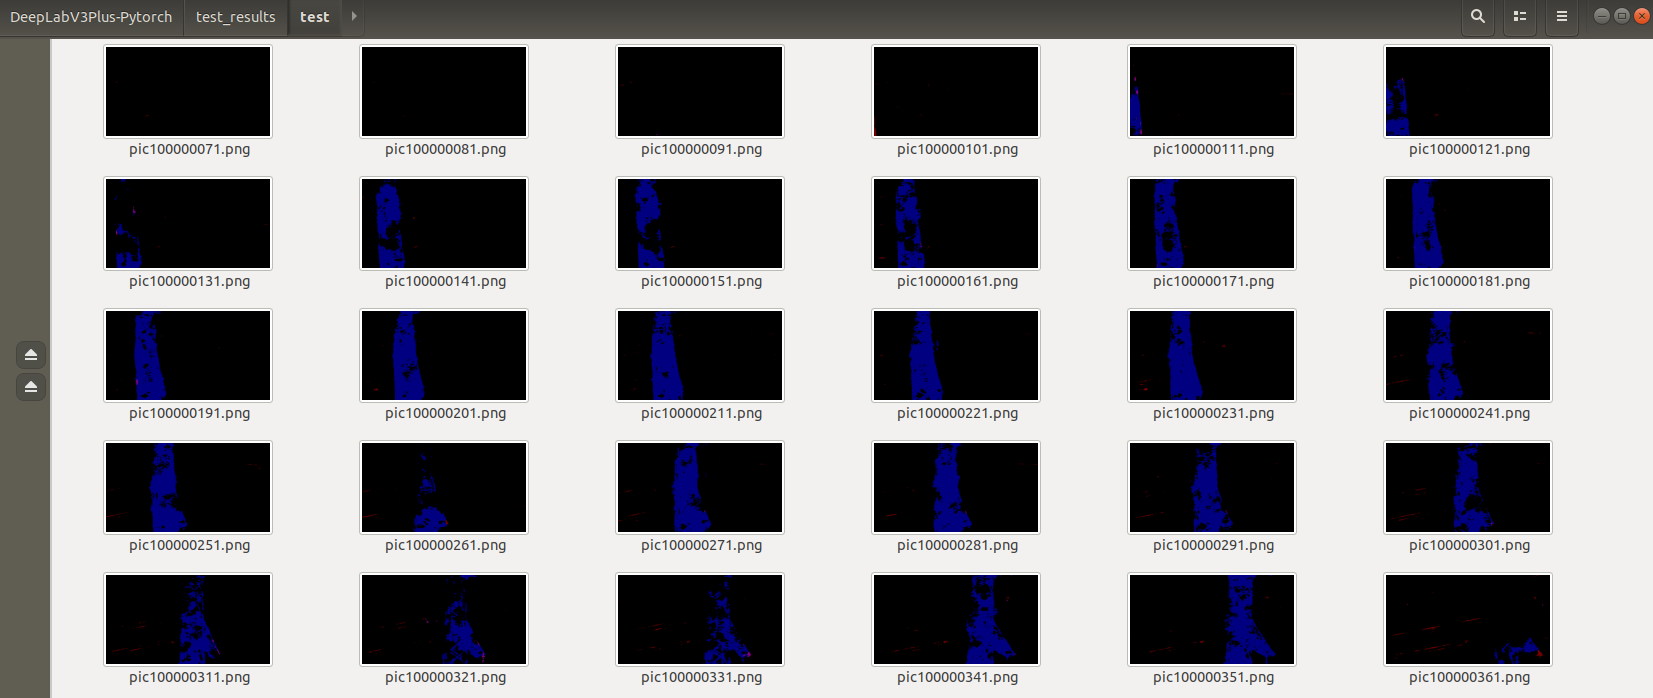 DeepLabV3Plus-Pytorch test_results test
pic100000071.png pic100000081.png pic100000091.png pic100000101.png pic100000111.png pic100000121.png
pic100000131.png pic100000141.png pic100000151.png pic100000161.png pic100000171.png pic100000181.png
pic100000191.png pic100000201.png pic100000211.png pic100000221.png pic100000231.png pic100000241.png
pic100000251.png pic100000261.png pic100000271.png pic100000281.png pic100000291.png pic100000301.png
pic100000311.png pic100000321.png pic100000331.png pic100000341.png pic100000351.png pic100000361.png